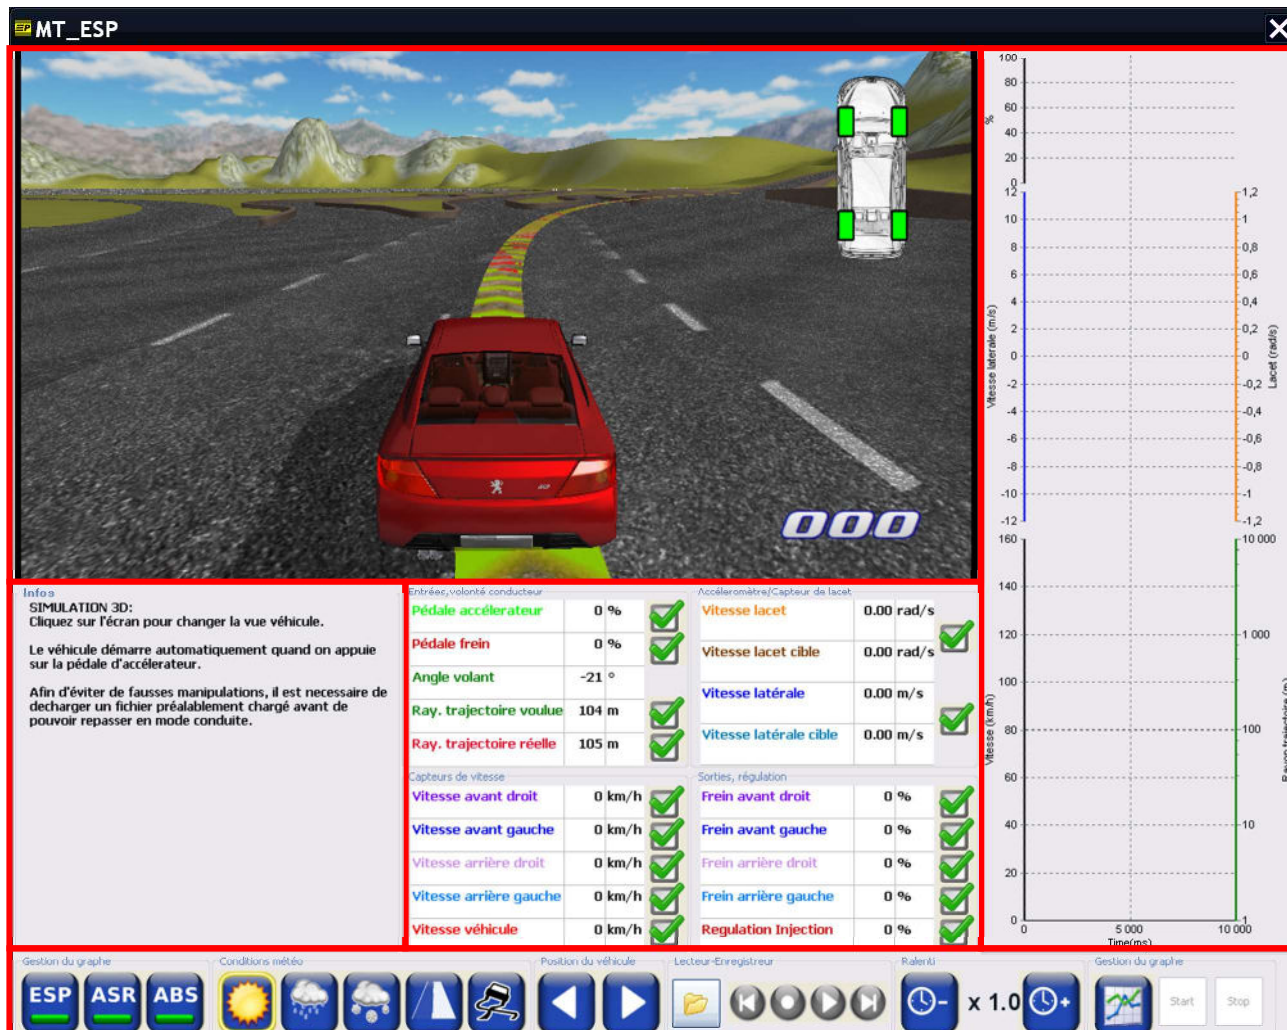 MT_ESP
000
100
80
60
40
20
0
%
12
10
8
6
4
2
0
-2
-4
-6
-8
-10
-12
Vitesse laterale (m/s)
1,2
1
0,8
0,6
0,4
0,2
0
-0,2
-0,4
-0,6
-0,8
-1
-1,2
Lacet (rad/s)
160
140
120
100
80
60
40
20
0
Vitesse (km/h)
10 000
1 000
100
10
1
Rayon trajectoire (m)
0
5 000
10 000
Time(ms)
Infos
SIMULATION 3D:
Cliquez sur l'écran pour changer la vue véhicule.
Le véhicule démarre automatiquement quand on appuie
sur la pédale d'accélerateur.
Afin d'éviter de fausses manipulations, il est necessaire de
decharger un fichier préalablement chargé avant de
pouvoir repasser en mode conduite.
Entrées,volonté conducteur
Pédale accélerateur 0 %
Pédale frein 0 %
Angle volant -21 °
Ray. trajectoire voulue 104 m
Ray. trajectoire réelle 105 m
Accéleromètre/Capteur de lacet
Vitesse lacet 0.00 rad/s
Vitesse lacet cible 0.00 rad/s
Vitesse latérale 0.00 m/s
Vitesse latérale cible 0.00 m/s
Capteurs de vitesse
Vitesse avant droit 0 km/h
Vitesse avant gauche 0 km/h
Vitesse arrière droit 0 km/h
Vitesse arrière gauche 0 km/h
Vitesse véhicule 0 km/h
Sorties, régulation
Frein avant droit 0 %
Frein avant gauche 0 %
Frein arrière droit 0 %
Frein arrière gauche 0 %
Regulation Injection 0 %
Gestion du graphe
ESP ASR ABS
Conditions météo
Position du véhicule
Lecteur-Enregistreur
Ralenti
x 1.0
Gestion du graphe
Start Stop